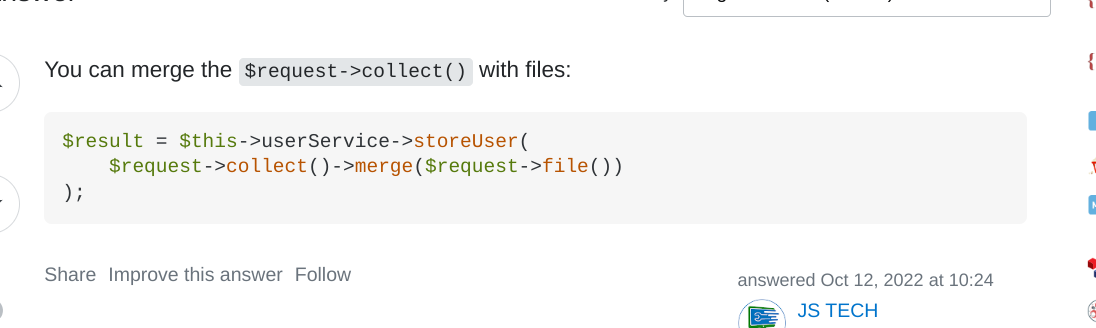 You can merge the $request->collect() with files:
$result = $this->userService->storeUser(
    $request->collect()->merge($request->file())
);
Share Improve this answer Follow
answered Oct 12, 2022 at 10:24
JS TECH